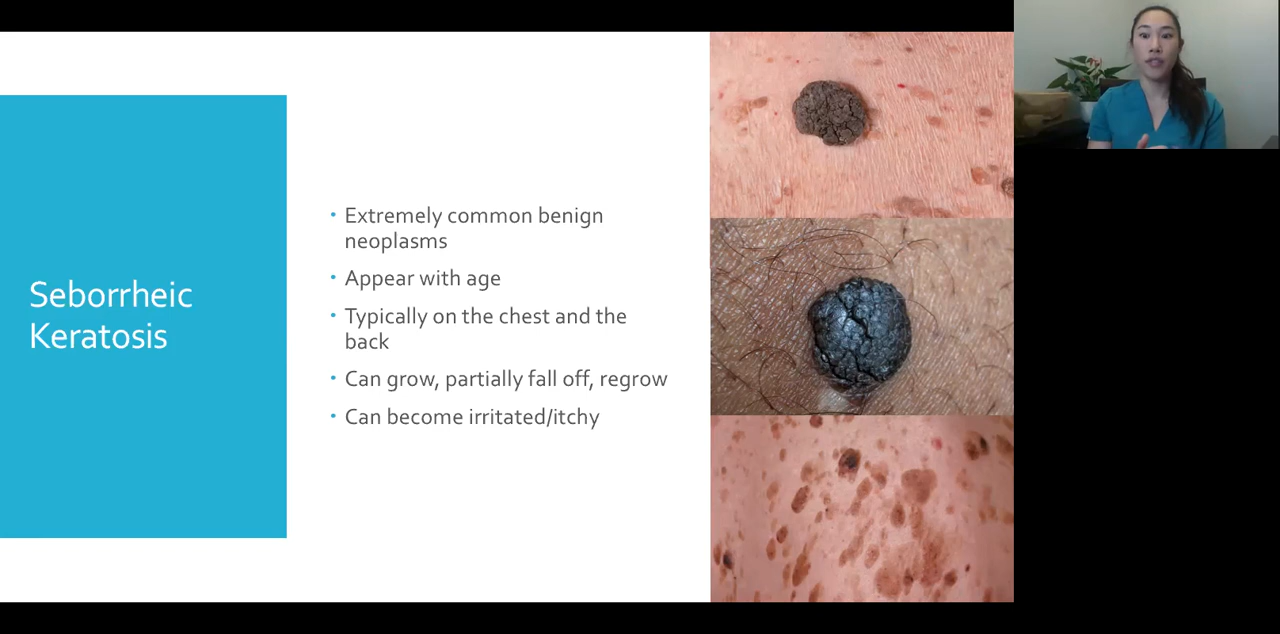 Seborrheic
Keratosis
• Extremely common benign
neoplasms
• Appear with age
• Typically on the chest and the
back
• Can grow, partially fall off, regrow
• Can become irritated/itchy